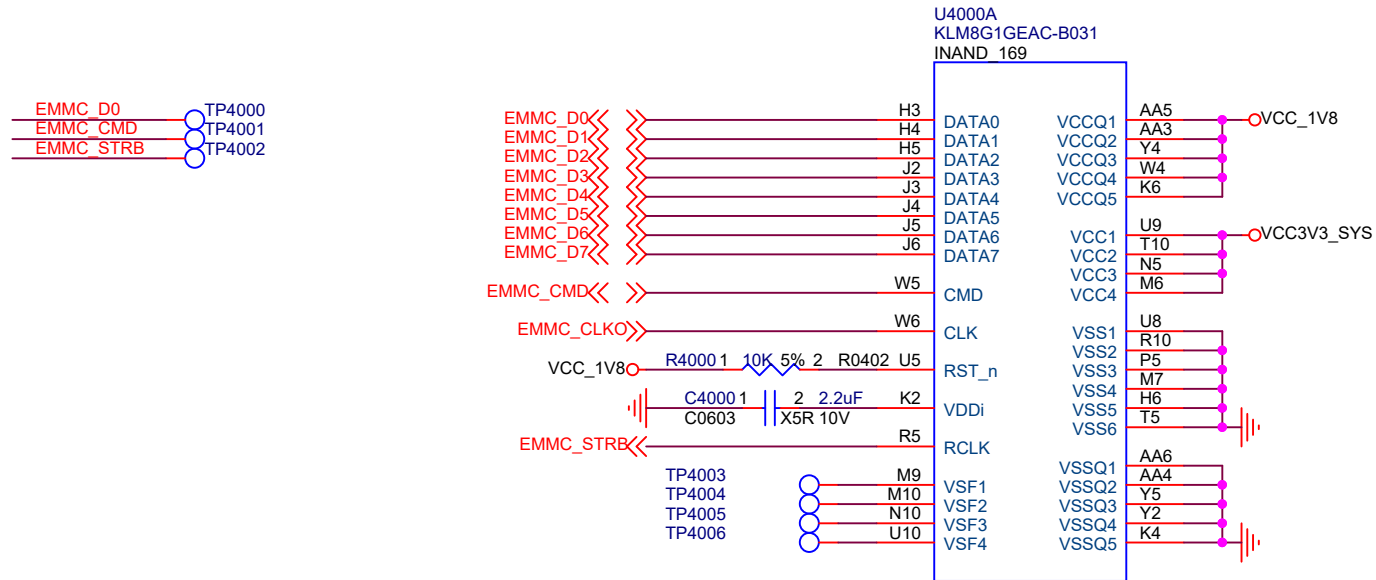 U4000A
KLM8G1GEAC-B031
INAND_169
EMMC_D0 TP4000
EMMC_CMD TP4001
EMMC_STRB TP4002
EMMC_D0 H3 DATA0 VCCQ1 AA5 VCC_1V8
EMMC_D1 H4 DATA1 VCCQ2 AA3
EMMC_D2 H5 DATA2 VCCQ3 Y4
EMMC_D3 J2 DATA3 VCCQ4 W4
EMMC_D4 J3 DATA4 VCCQ5 K6
EMMC_D5 J4 DATA5
EMMC_D6 J5 DATA6 VCC1 U9 VCC3V3_SYS
EMMC_D7 J6 DATA7 VCC2 T10
VCC3 N5
EMMC_CMD W5 CMD VCC4 M6
EMMC_CLKO W6 CLK VSS1 U8
VSS2 R10
VCC_1V8 R4000 1 10K 5% 2 R0402 U5 RST_n VSS3 P5
VSS4 M7
C4000 1 2 2.2uF K2 VDDi VSS5 H6
C0603 X5R 10V VSS6 T5
EMMC_STRB R5 RCLK
VSSQ1 AA6
TP4003 M9 VSF1 VSSQ2 AA4
TP4004 M10 VSF2 VSSQ3 Y5
TP4005 N10 VSF3 VSSQ4 Y2
TP4006 U10 VSF4 VSSQ5 K4